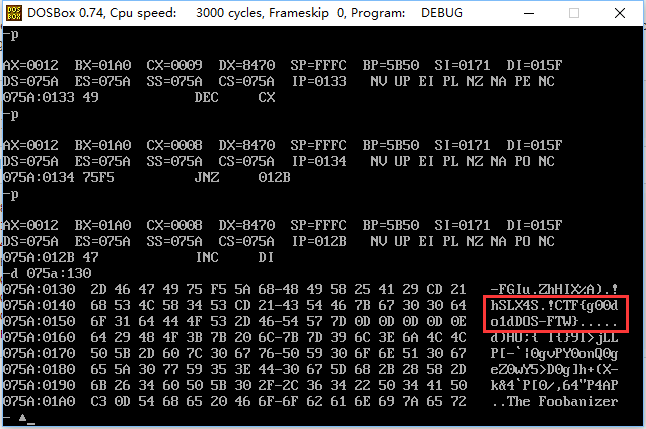 DOSBox 0.74, Cpu speed: 3000 cycles, Frameskip 0, Program: DEBUG
-p
AX=0012 BX=01A0 CX=0009 DX=8470 SP=FFFC BP=5B50 SI=0171 DI=015F
DS=075A ES=075A SS=075A CS=075A IP=0133 NV UP EI PL NZ NA PE NC
075A:0133 49 DEC CX
-p
AX=0012 BX=01A0 CX=0008 DX=8470 SP=FFFC BP=5B50 SI=0171 DI=015F
DS=075A ES=075A SS=075A CS=075A IP=0134 NV UP EI PL NZ NA PO NC
075A:0134 75F5 JNZ 012B
-p
AX=0012 BX=01A0 CX=0008 DX=8470 SP=FFFC BP=5B50 SI=0171 DI=015F
DS=075A ES=075A SS=075A CS=075A IP=012B NV UP EI PL NZ NA PO NC
075A:012B 47 INC DI
-d 075a:130
075A:0130 2D 46 47 49 75 F5 5A 68-48 49 58 25 41 29 CD 21 -FGIu.ZhHIX%A).!
075A:0140 68 53 4C 58 34 53 CD 21-43 54 46 7B 67 30 30 64 hSLX4S.!CTF{g00d
075A:0150 6F 31 64 44 4F 53 2D 46-54 57 7D 0D 0D 0D 0D 0E o1dDOS-FTW}.....
075A:0160 64 29 48 4F 3B 7B 20 6C-7B 7D 39 6C 3E 6A 4C 4C d)HO;{ l{}9l>jLL
075A:0170 50 5B 2D 60 7C 30 67 76-50 59 30 6F 6E 51 30 67 P[-`|0gvPY0onQ0g
075A:0180 65 5A 30 77 59 35 3E 44-30 67 5D 68 2B 28 58 2D eZ0wY5>D0g]h+(X-
075A:0190 6B 26 34 60 50 5B 30 2F-2C 36 34 22 50 34 41 50 k&4`P[0/,64"P4AP
075A:01A0 C3 0D 54 68 65 20 46 6F-6F 62 61 6E 69 7A 65 72 ..The Foobanizer
-